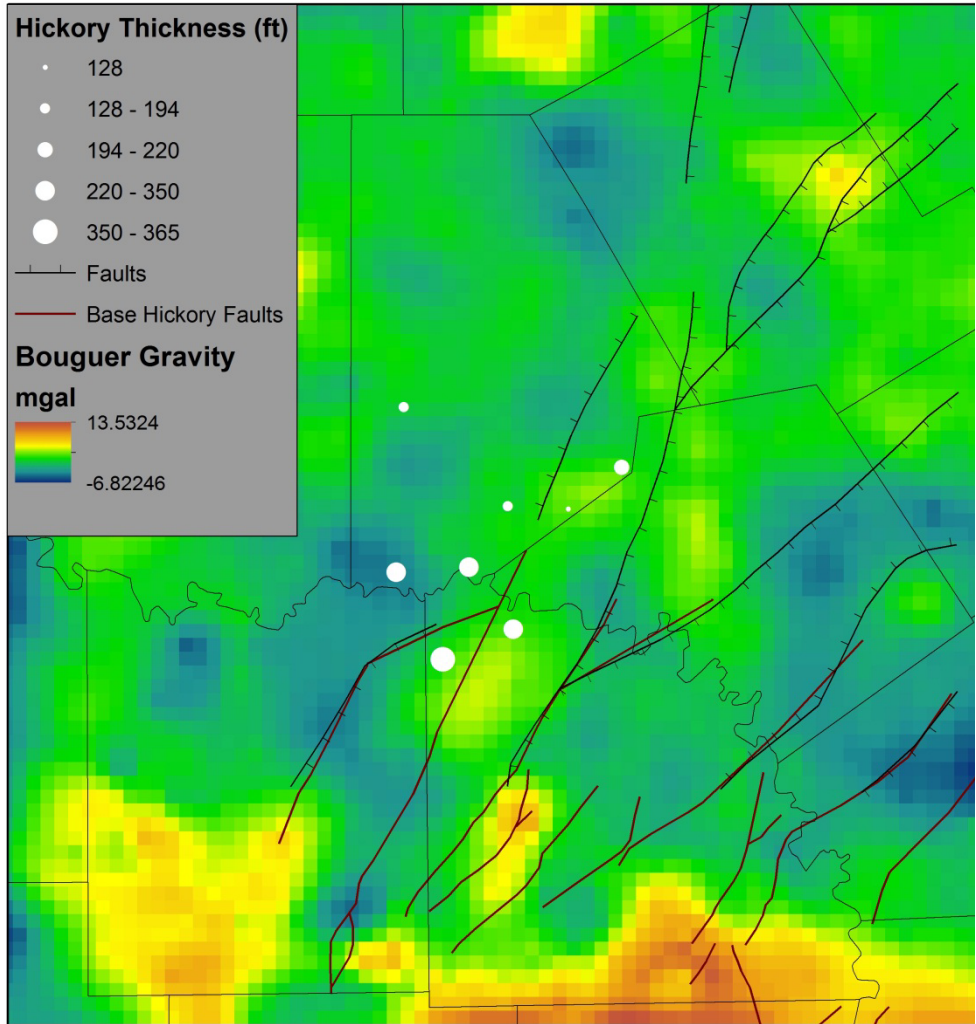 Hickory Thickness (ft)
128
128 - 194
194 - 220
220 - 350
350 - 365
Faults
Base Hickory Faults
Bouguer Gravity
mgal
13.5324
-6.82246